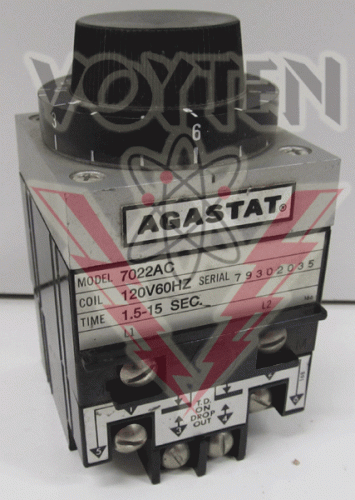 VOYTEN
3
6
AGASTAT®
MODEL 7022AC
COIL 120V60HZ SERIAL 79302035
TIME 1.5-15 SEC.
L1 L2
T.D.
ON
DROP
OUT